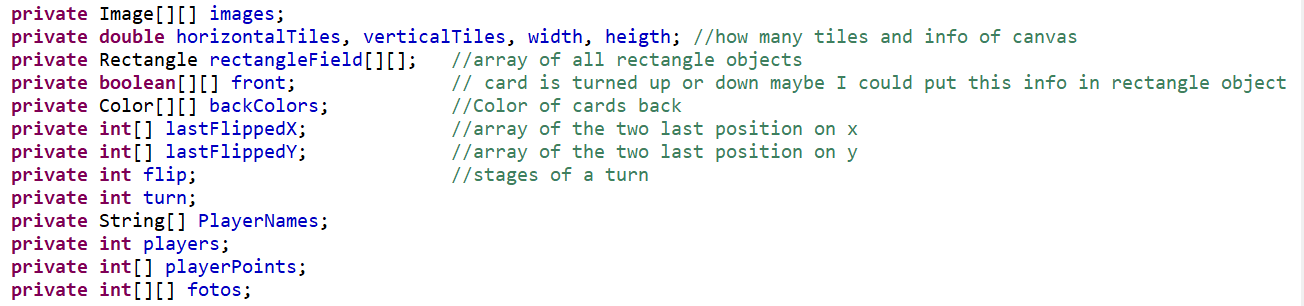 private Image[][] images;
private double horizontalTiles, verticalTiles, width, heigth; //how many tiles and info of canvas
private Rectangle rectangleField[][];   //array of all rectangle objects
private boolean[][] front;              // card is turned up or down maybe I could put this info in rectangle object
private Color[][] backColors;           //Color of cards back
private int[] lastFlippedX;             //array of the two last position on x
private int[] lastFlippedY;             //array of the two last position on y
private int flip;                       //stages of a turn
private int turn;
private String[] PlayerNames;
private int players;
private int[] playerPoints;
private int[][] fotos;